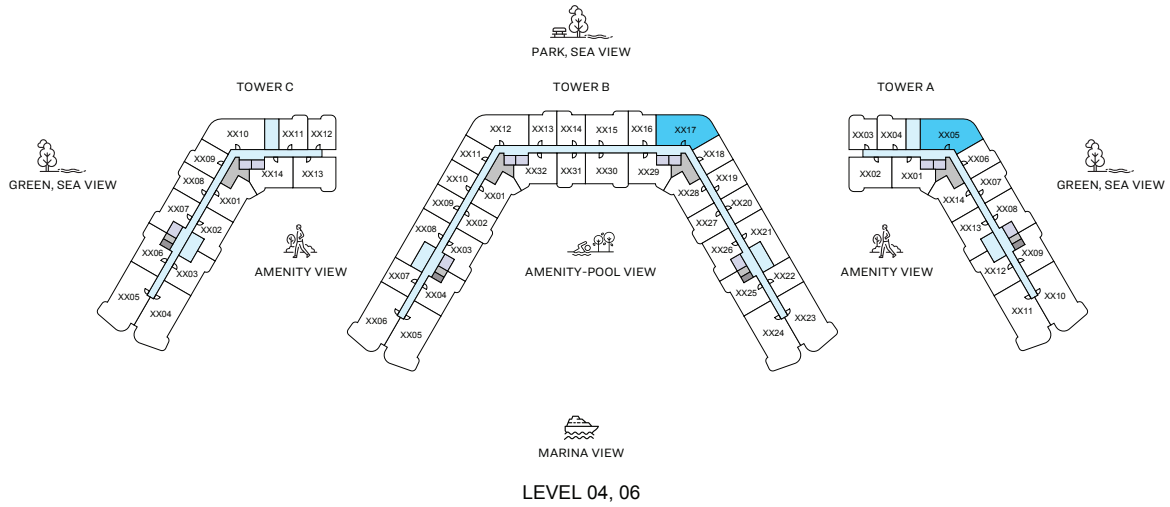 PARK, SEA VIEW
TOWER C
TOWER B
TOWER A
XX10
XX11
XX12
XX09
XX08
XX07
XX06
XX05
XX04
XX03
XX02
XX01
XX14
XX13
XX12
XX13
XX14
XX15
XX16
XX17
XX11
XX10
XX09
XX08
XX07
XX06
XX05
XX04
XX03
XX02
XX01
XX32
XX31
XX30
XX29
XX28
XX27
XX26
XX25
XX24
XX23
XX22
XX21
XX20
XX19
XX18
XX03
XX04
XX05
XX02
XX01
XX06
XX07
XX08
XX09
XX10
XX11
XX12
XX13
XX14
GREEN, SEA VIEW
AMENITY VIEW
AMENITY-POOL VIEW
AMENITY VIEW
GREEN, SEA VIEW
MARINA VIEW
LEVEL 04, 06